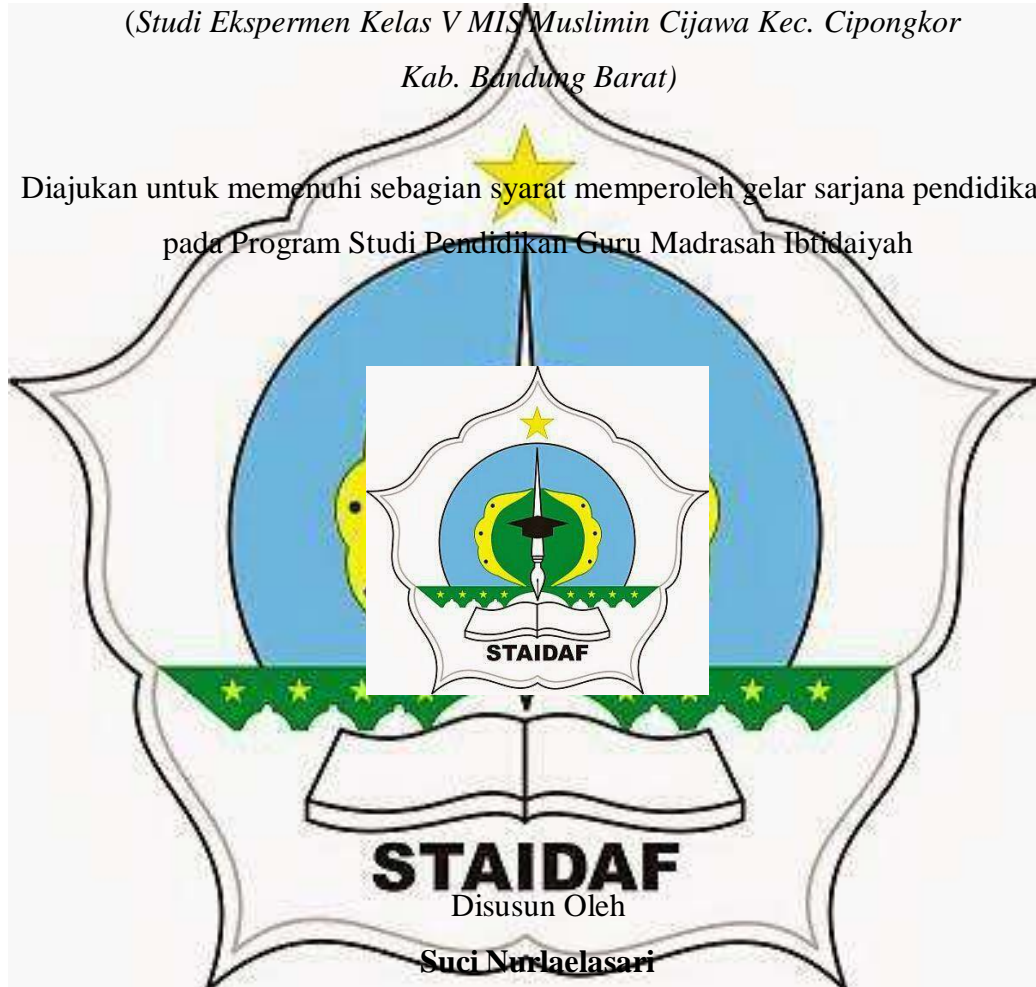 (Studi Ekspermen Kelas V MIS Muslimin Cijawa Kec. Cipongkor
Kab. Bandung Barat)
Diajukan untuk memenuhi sebagian syarat memperoleh gelar sarjana pendidika
pada Program Studi Pendidikan Guru Madrasah Ibtidaiyah
STAIDAF
STAIDAF
Disusun Oleh
Suci Nurlaelasari